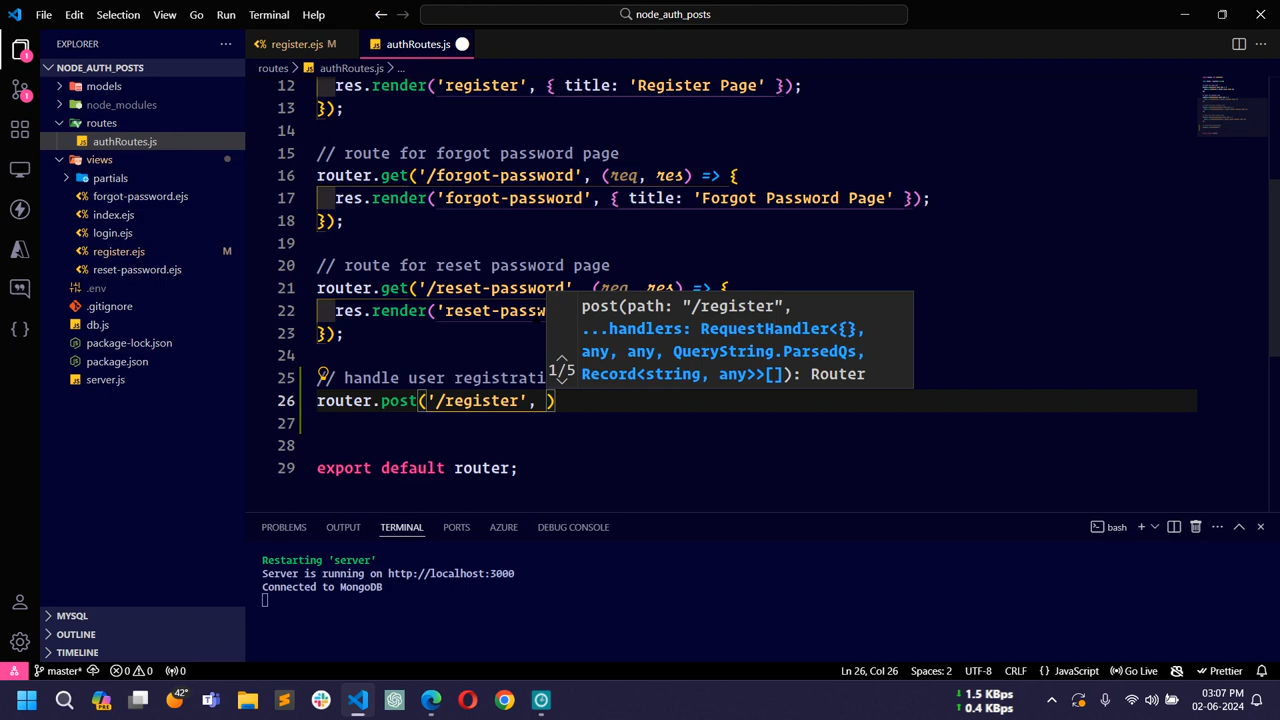 File Edit Selection View Go Run Terminal Help
node_auth_posts
EXPLORER
NODE_AUTH_POSTS
models
node_modules
routes
authRoutes.js
views
partials
forgot-password.ejs
index.ejs
login.ejs
register.ejs M
reset-password.ejs
.env
.gitignore
db.js
package-lock.json
package.json
server.js
MYSQL
OUTLINE
TIMELINE
1
1
register.ejs M
authRoutes.js
routes > authRoutes.js > ...
12 res.render('register', { title: 'Register Page' });
13 });
14
15 // route for forgot password page
16 router.get('/forgot-password', (req, res) => {
17 res.render('forgot-password', { title: 'Forgot Password Page' });
18 });
19
20 // route for reset password page
21 router.get('/reset-password', (req, res) => {
22 res.render('reset-passw
23 });
24
25 // handle user registrati
26 router.post('/register', )
27
28
29 export default router;
post(path: "/register",
...handlers: RequestHandler<{},
any, any, QueryString.ParsedQs,
Record<string, any>>[]): Router
1/5
PROBLEMS OUTPUT TERMINAL PORTS AZURE DEBUG CONSOLE
bash
Restarting 'server'
Server is running on http://localhost:3000
Connected to MongoDB
master* 0 0 0 Ln 26, Col 26 Spaces: 2 UTF-8 CRLF {} JavaScript Go Live Prettier
PRE
42°
1.5 KBps
0.4 KBps
03:07 PM
02-06-2024